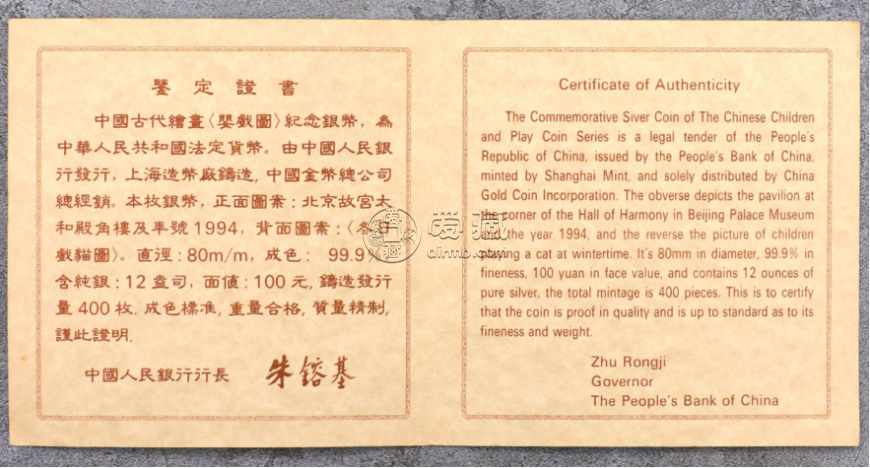 鑒定證書
中國古代繪畫〈嬰戲圖〉紀念銀幣，為
中華人民共和國法定貨幣。由中國人民銀
行發行，上海造幣廠鑄造，中國金幣總公司
總經銷。本枚銀幣，正面圖案：北京故宮太
和殿角樓及年號1994，背面圖案：〈冬日
戲貓圖〉。直徑：80m/m，成色：99.9%
含純銀：12盎司，面值：100元，鑄造發行
量400枚。成色標准，重量合格，質量精制，
謹此證明。
中國人民銀行行長 朱鎔基
Certificate of Authenticity
The Commemorative Siver Coin of The Chinese Children
and Play Coin Series is a legal tender of the People's
Republic of China, issued by the People's Bank of China,
minted by Shanghai Mint, and solely distributed by China
Gold Coin Incorporation. The obverse depicts the pavilion at
the corner of the Hall of Harmony in Beijing Palace Museum
and the year 1994, and the reverse the picture of children
playing a cat at wintertime. It's 80mm in diameter, 99.9% in
fineness, 100 yuan in face value, and contains 12 ounces of
pure silver, the total mintage is 400 pieces. This is to certify
that the coin is proof in quality and is up to standard as to its
fineness and weight.
Zhu Rongji
Governor
The People's Bank of China
爱藏
airmb.com